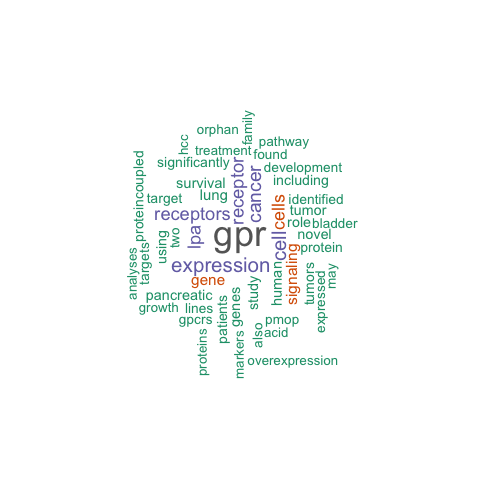 family
orphan
hcc
pathway
treatment
found
significantly
proteincoupled
receptor
cancer
development
including
survival
lung
target
identified
cells
receptors
tumor
lpa
role
bladder
using
two
gpr
novel
cell
protein
analyses
targets
expression
signaling
gene
human
tumors
may
expressed
study
pancreatic
genes
growth
lines
patients
gpcrs
also
pmop
acid
proteins
markers
overexpression